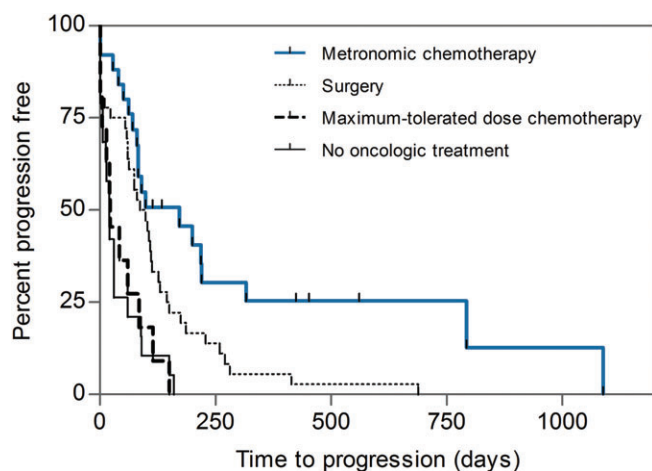 100
75
50
25
0
Percent progression free
Metronomic chemotherapy
Surgery
Maximum-tolerated dose chemotherapy
No oncologic treatment
0 250 500 750 1000
Time to progression (days)